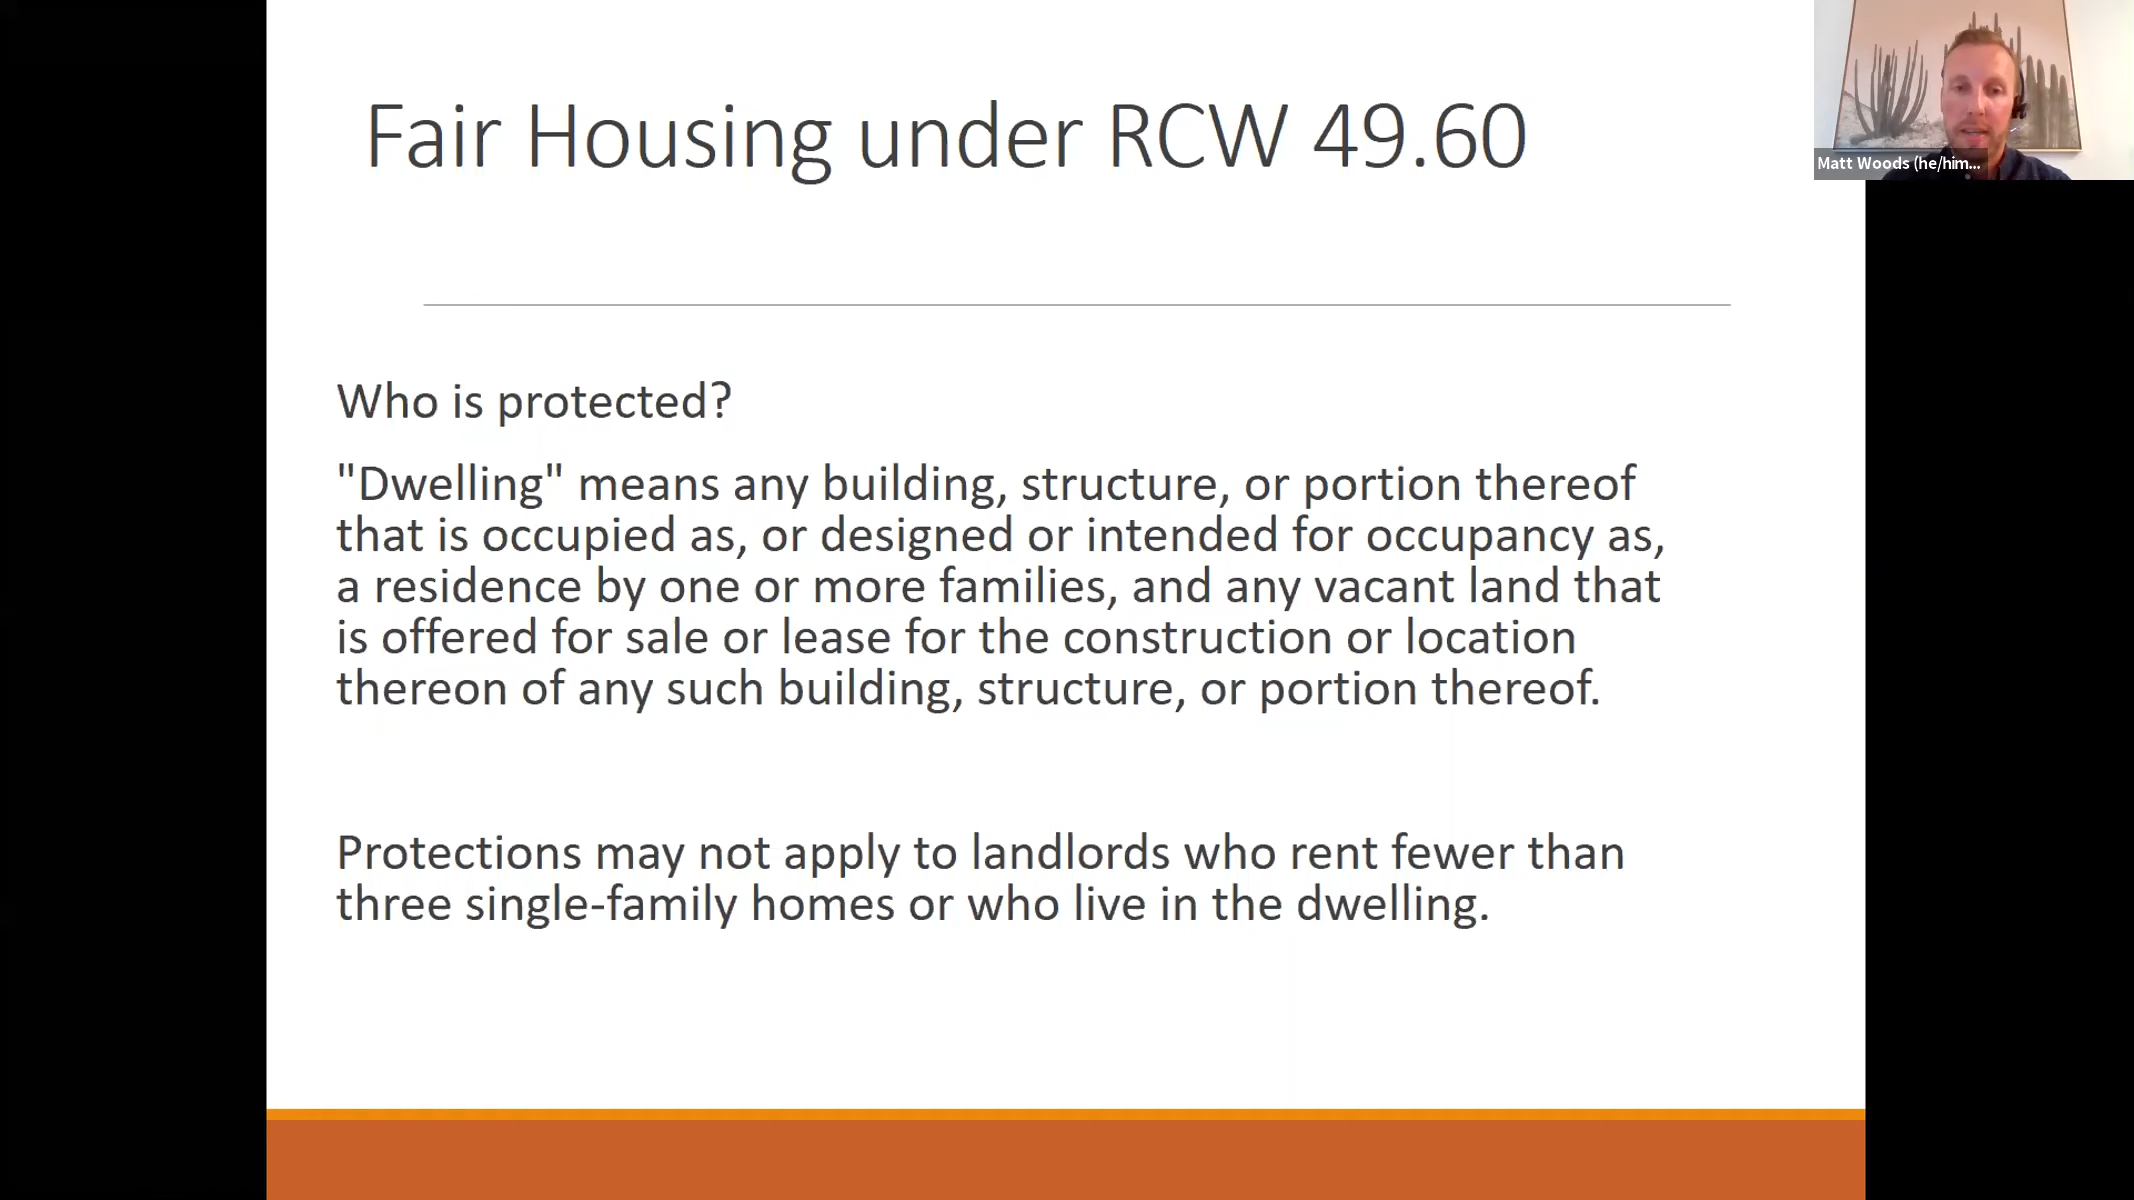 Fair Housing under RCW 49.60
Matt Woods (he/him...
Who is protected?
"Dwelling" means any building, structure, or portion thereof
that is occupied as, or designed or intended for occupancy as,
a residence by one or more families, and any vacant land that
is offered for sale or lease for the construction or location
thereon of any such building, structure, or portion thereof.
Protections may not apply to landlords who rent fewer than
three single-family homes or who live in the dwelling.